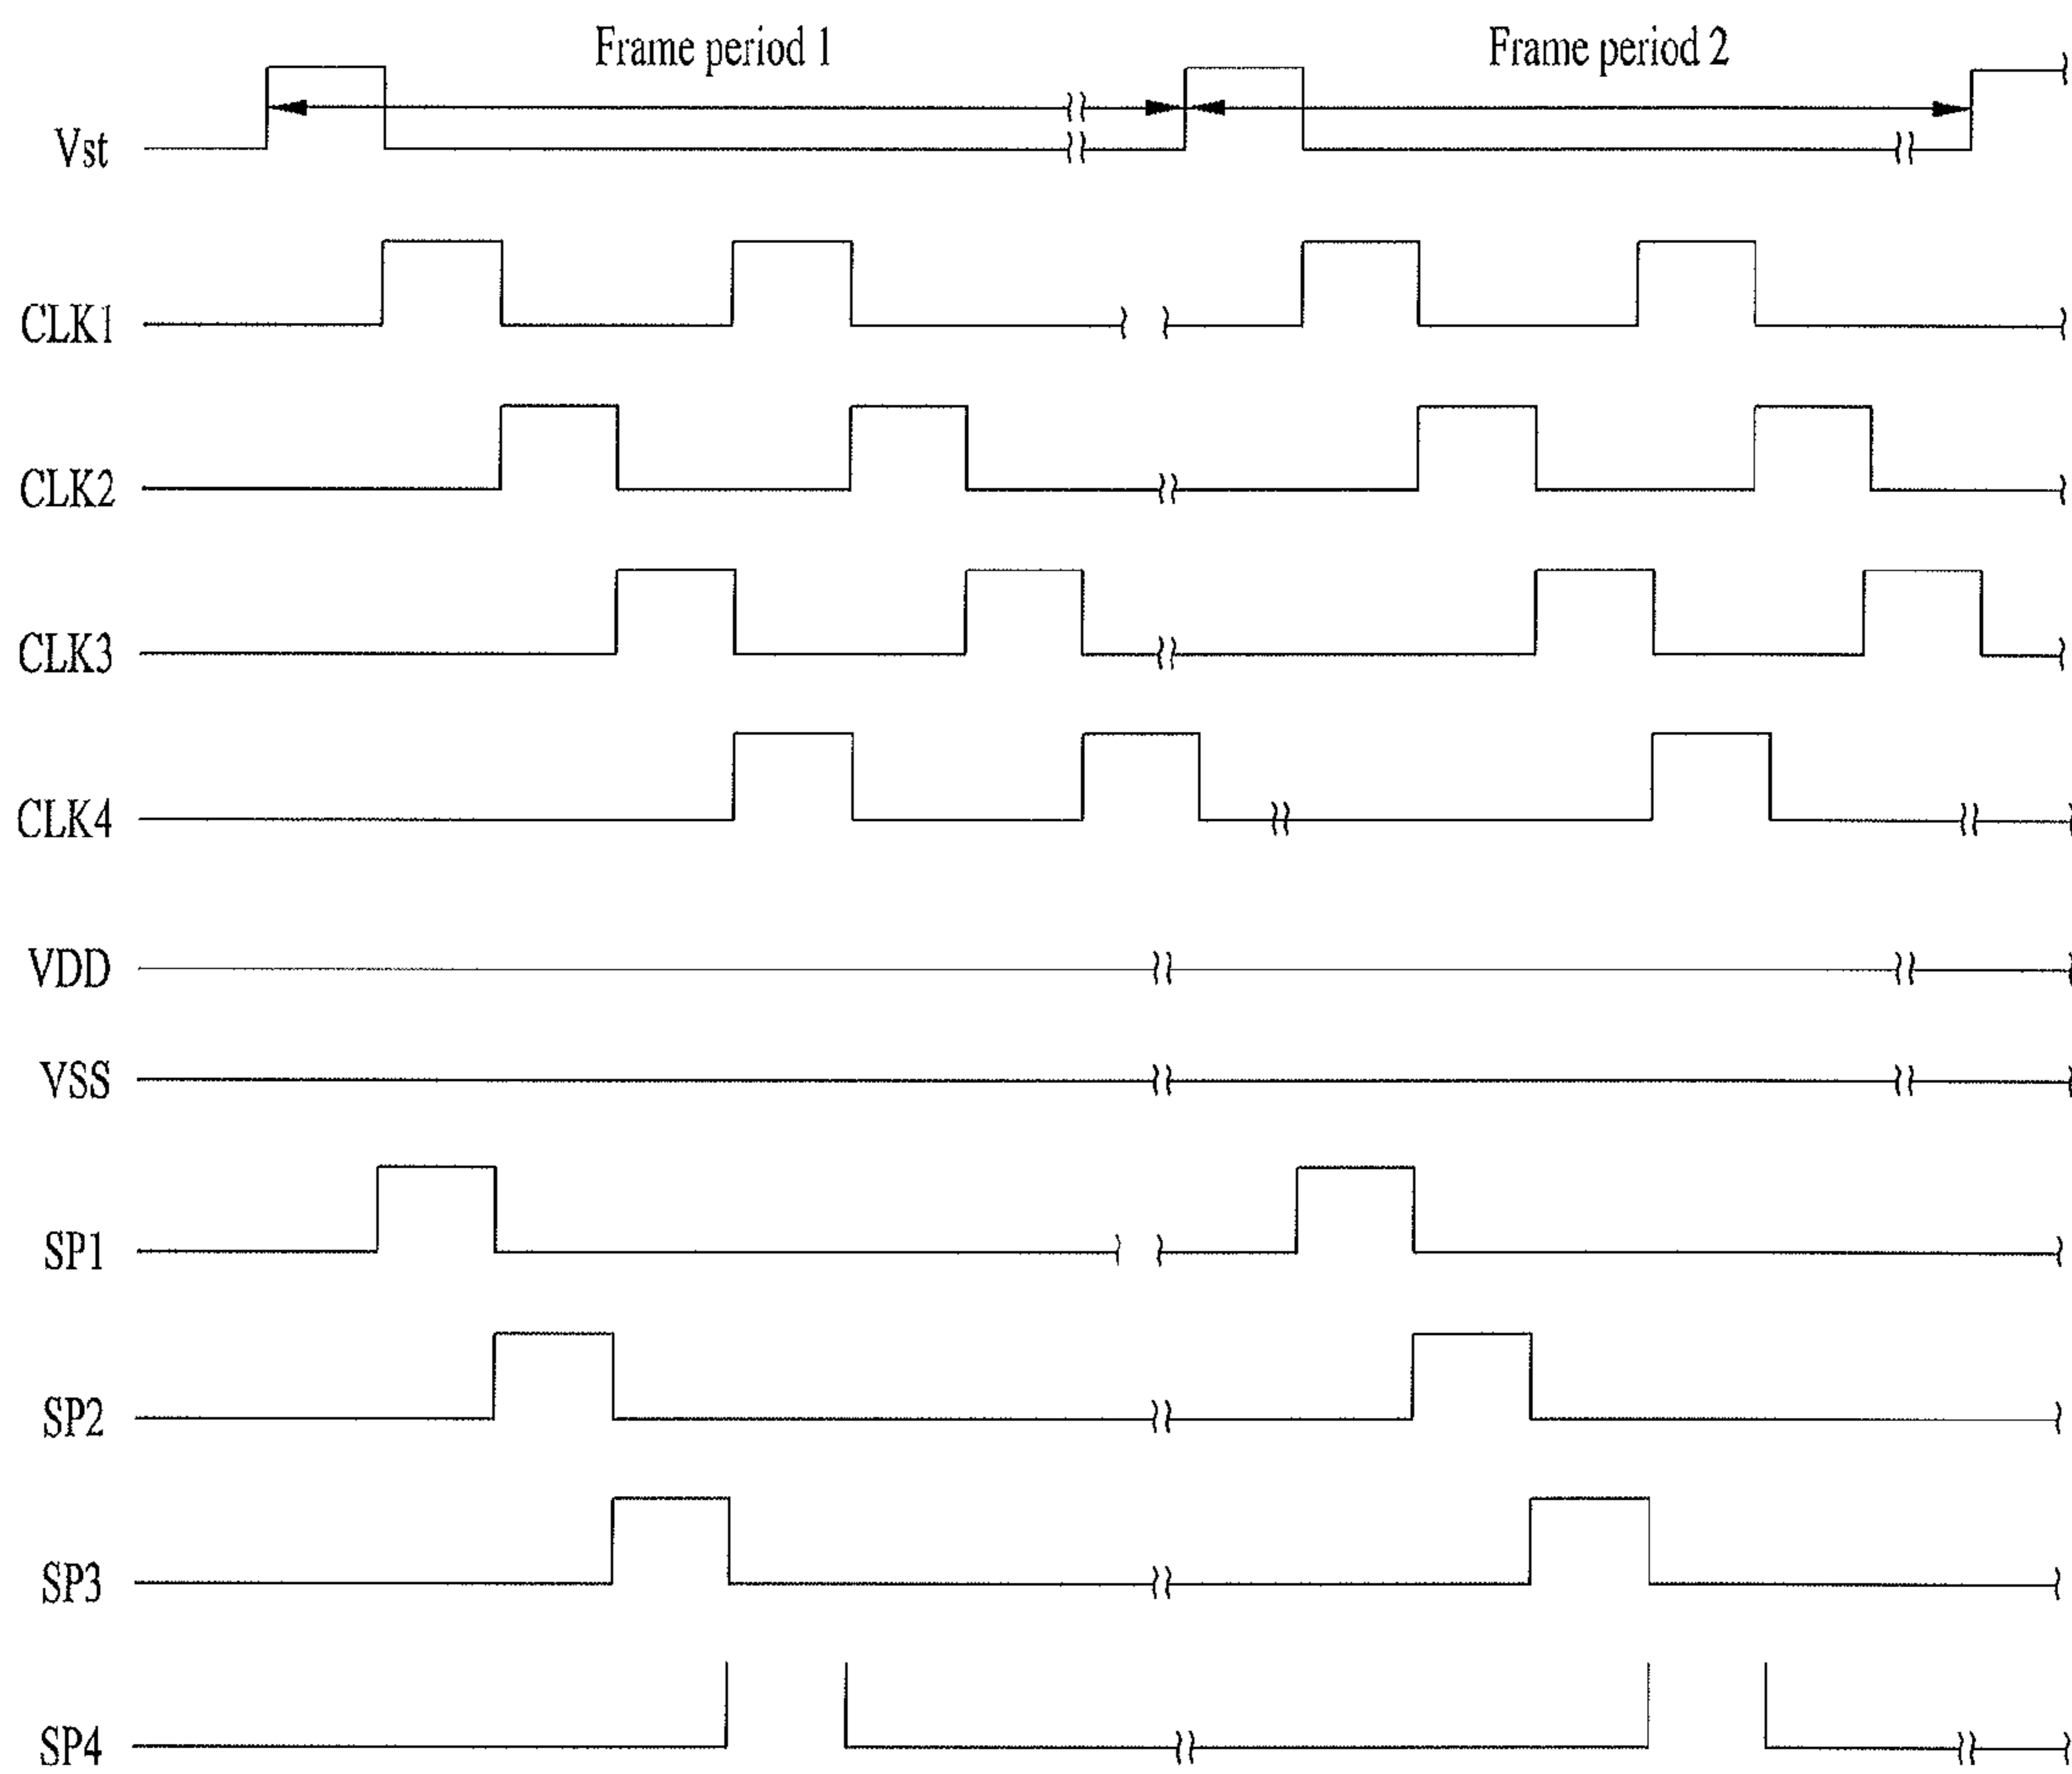 Frame period 1
Frame period 2
Vst
CLK1
CLK2
CLK3
CLK4
VDD
VSS
SP1
SP2
SP3
SP4